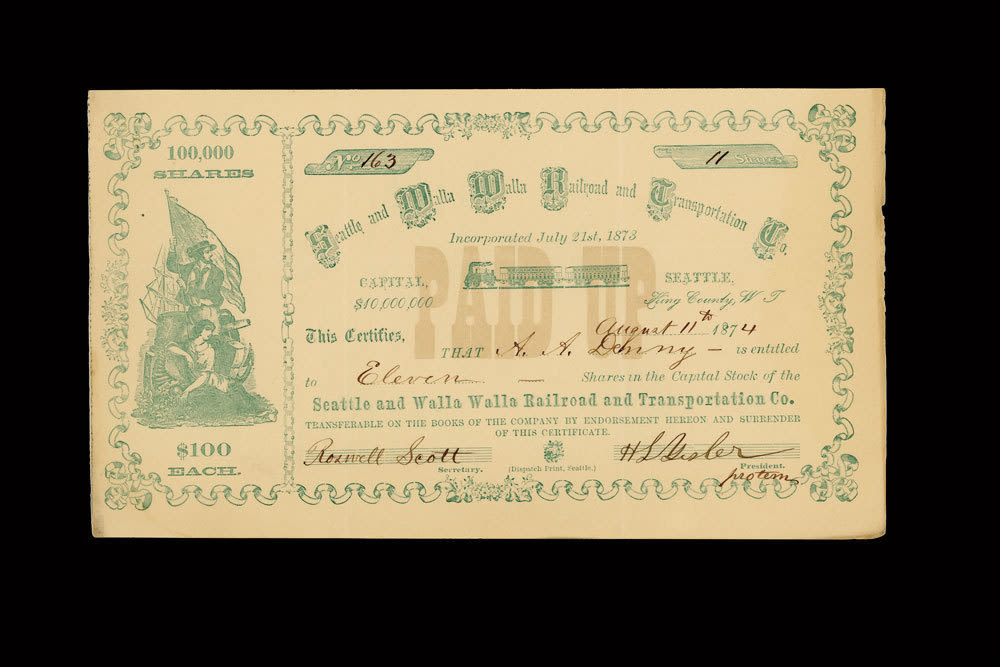 100,000
SHARES
$100
EACH.
No 163
11 Shares
Seattle and Walla Walla Railroad and Transportation Co.
Incorporated July 21st, 1873
PAID UP
CAPITAL,
$10,000,000
SEATTLE,
King County, W T
August 11th 1874
This Certifies,
THAT A. A. Denny — is entitled
to Eleven — Shares in the Capital Stock of the
Seattle and Walla Walla Railroad and Transportation Co.
TRANSFERABLE ON THE BOOKS OF THE COMPANY BY ENDORSEMENT HEREON AND SURRENDER
OF THIS CERTIFICATE.
Roswell Scott
Secretary.
(Dispatch Print, Seattle.)
H L Yesler
President.
protem